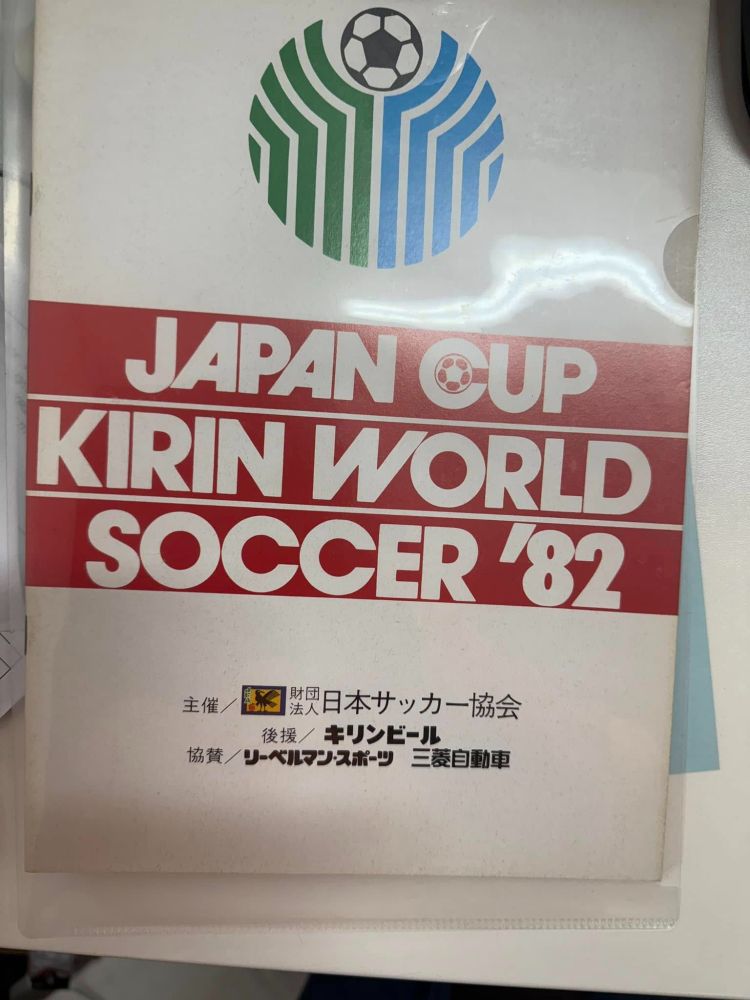 JAPAN CUP
KIRIN WORLD
SOCCER '82
主催／財団法人日本サッカー協会
後援／キリンビール
協賛／リーベルマン・スポーツ 三菱自動車